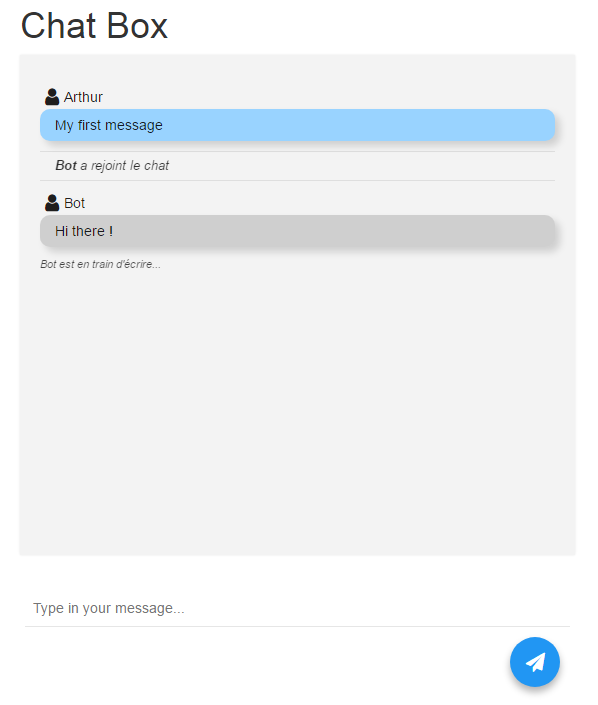 Chat Box
Arthur
My first message
Bot a rejoint le chat
Bot
Hi there !
Bot est en train d'écrire...
Type in your message...